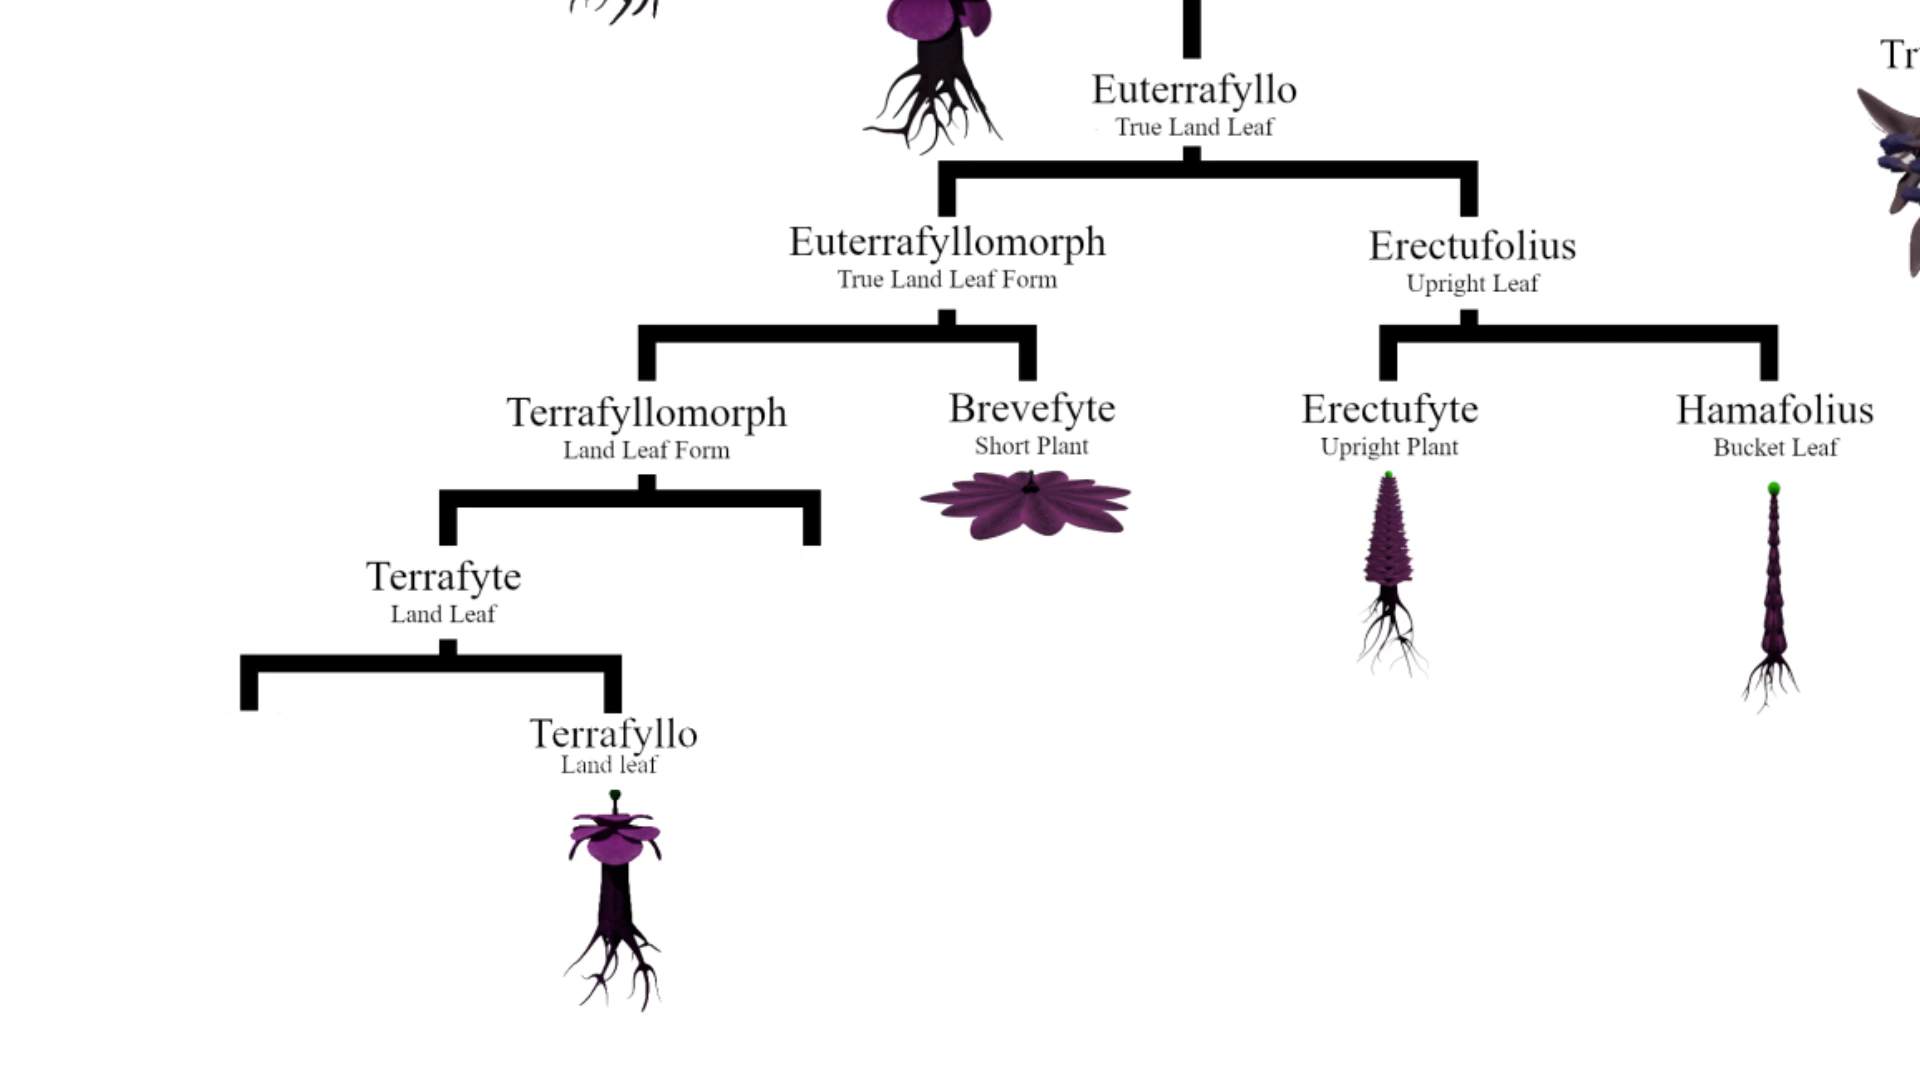 Tr
Euterrafyllo
True Land Leaf
Euterrafyllomorph
True Land Leaf Form
Erectufolius
Upright Leaf
Terrafyllomorph
Land Leaf Form
Brevefyte
Short Plant
Erectufyte
Upright Plant
Hamafolius
Bucket Leaf
Terrafyte
Land Leaf
Terrafyllo
Land leaf